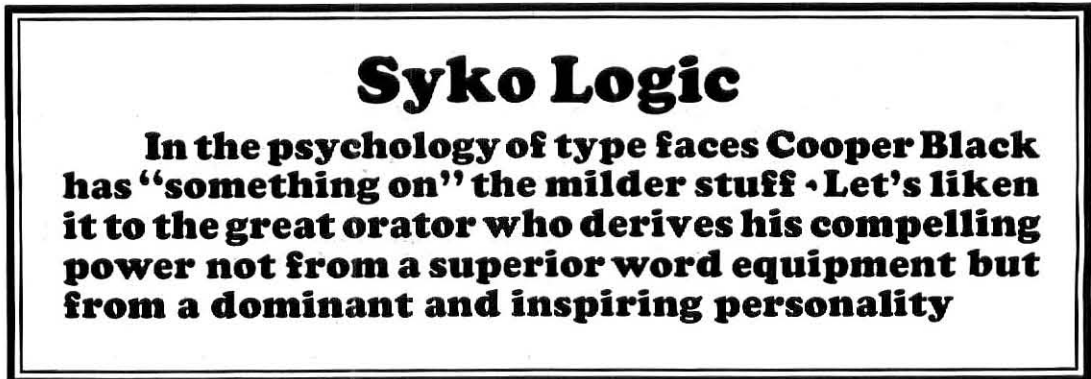 Syko Logic
In the psychology of type faces Cooper Black
has “something on” the milder stuff • Let's liken
it to the great orator who derives his compelling
power not from a superior word equipment but
from a dominant and inspiring personality